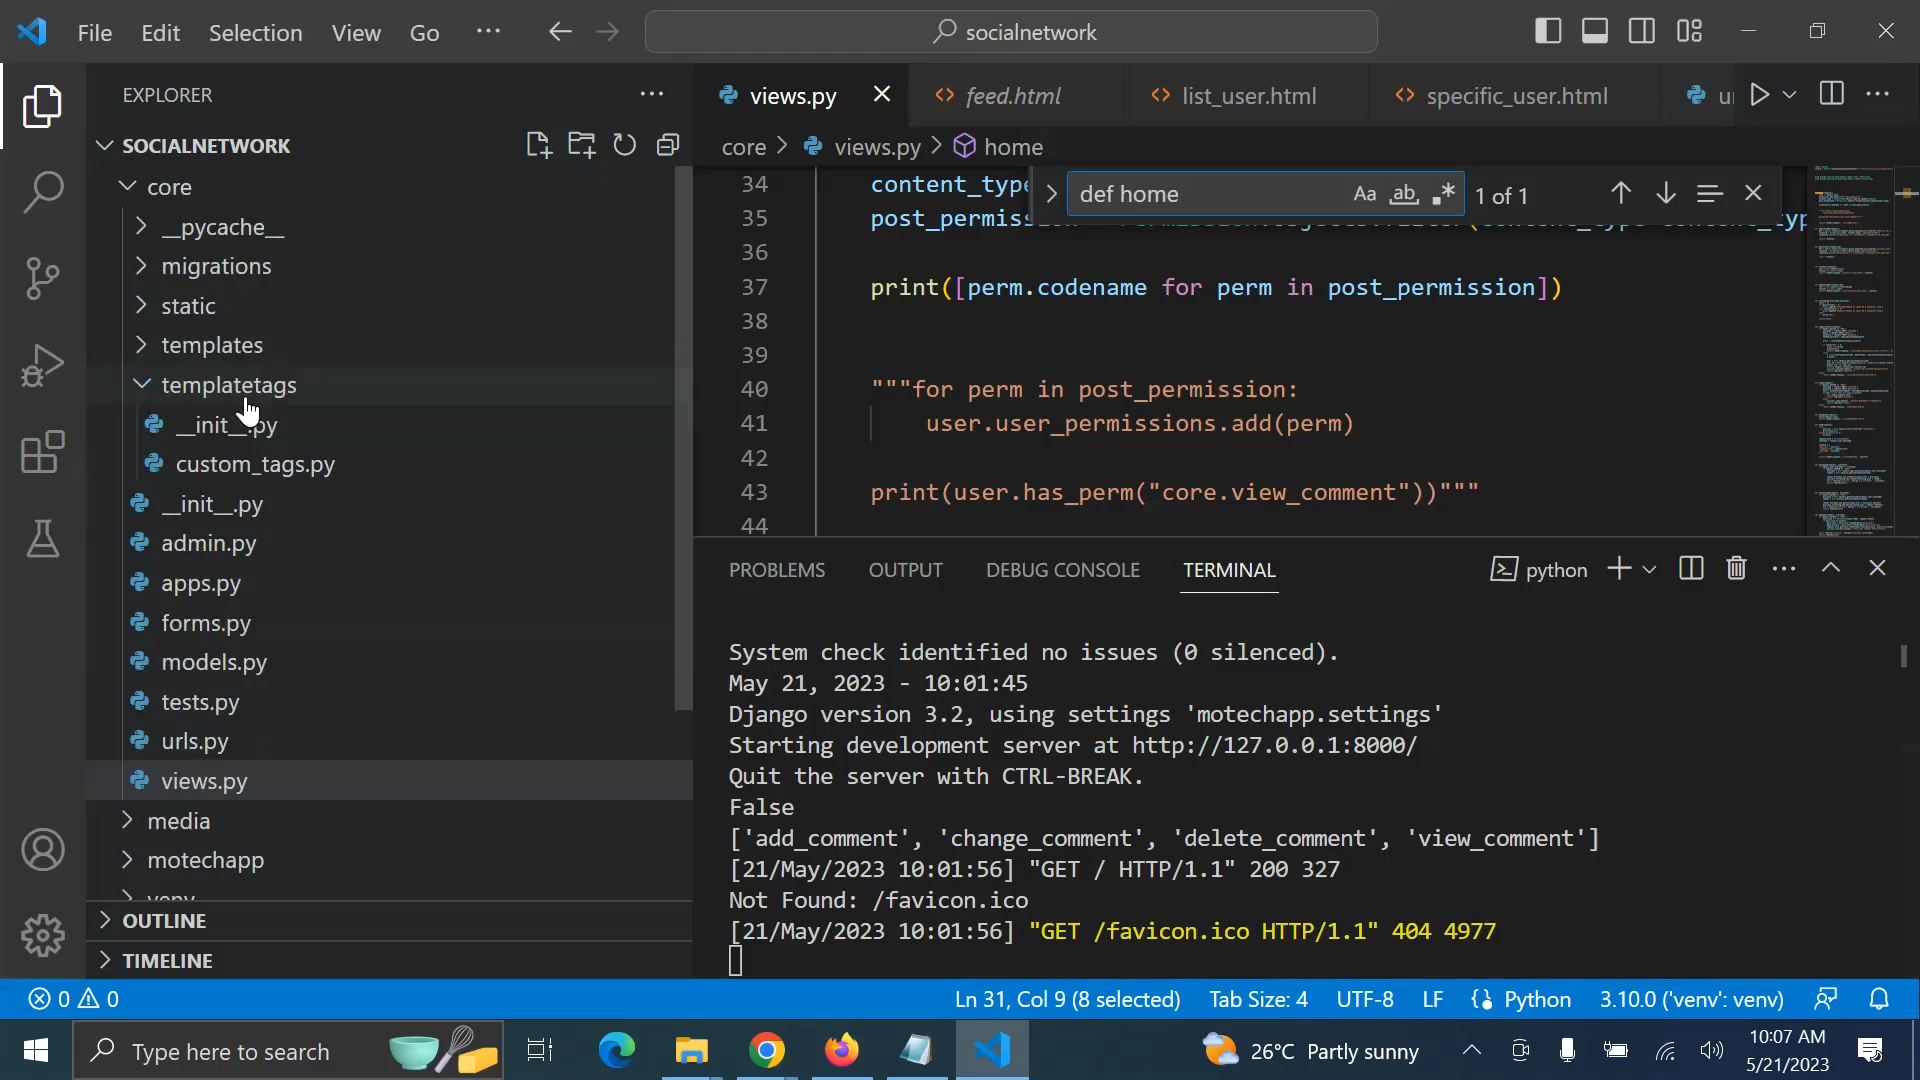 File Edit Selection View Go ··· socialnetwork
EXPLORER
views.py feed.html list_user.html specific_user.html
SOCIALNETWORK
core > views.py > home
core
__pycache__
migrations
static
templates
templatetags
__init__.py
custom_tags.py
__init__.py
admin.py
apps.py
forms.py
models.py
tests.py
urls.py
views.py
media
motechapp
venv
OUTLINE
TIMELINE
def home Aa ab 1 of 1
34 content_type
35 post_permission
36
37 print([perm.codename for perm in post_permission])
38
39
40 """for perm in post_permission:
41 user.user_permissions.add(perm)
42
43 print(user.has_perm("core.view_comment"))"""
44
PROBLEMS OUTPUT DEBUG CONSOLE TERMINAL python
System check identified no issues (0 silenced).
May 21, 2023 - 10:01:45
Django version 3.2, using settings 'motechapp.settings'
Starting development server at http://127.0.0.1:8000/
Quit the server with CTRL-BREAK.
False
['add_comment', 'change_comment', 'delete_comment', 'view_comment']
[21/May/2023 10:01:56] "GET / HTTP/1.1" 200 327
Not Found: /favicon.ico
[21/May/2023 10:01:56] "GET /favicon.ico HTTP/1.1" 404 4977
0 0 Ln 31, Col 9 (8 selected) Tab Size: 4 UTF-8 LF Python 3.10.0 ('venv': venv)
Type here to search 26°C Partly sunny 10:07 AM
5/21/2023